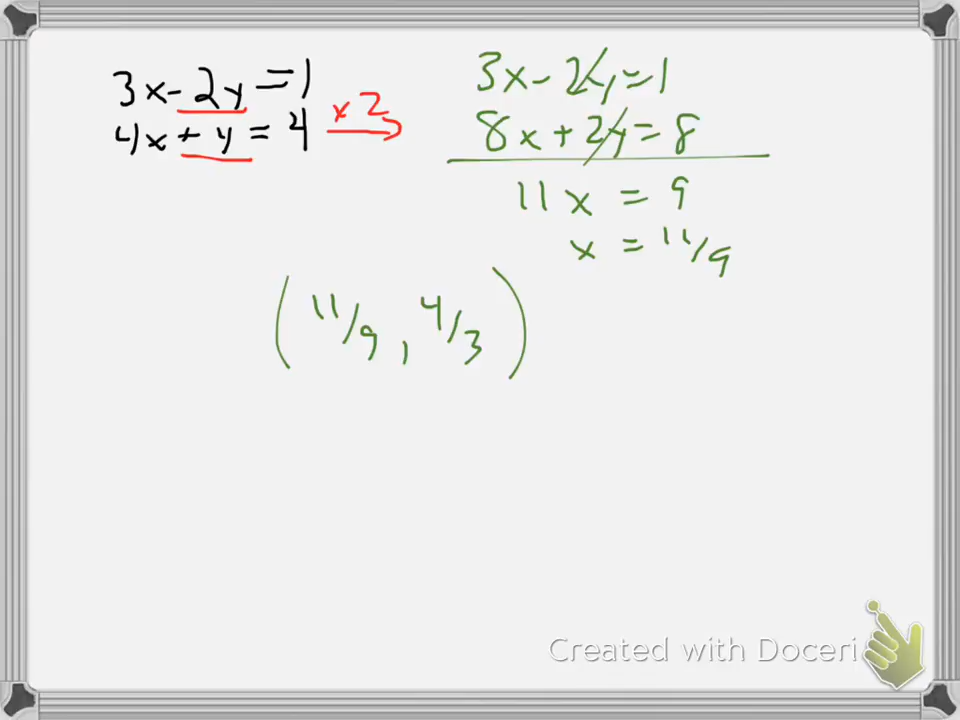 3x - 2y = 1
4x + y = 4
x 2
3x - 2y = 1
8x + 2y = 8
11x = 9
x = 11/9
(11/9, 4/3)
Created with Doceri